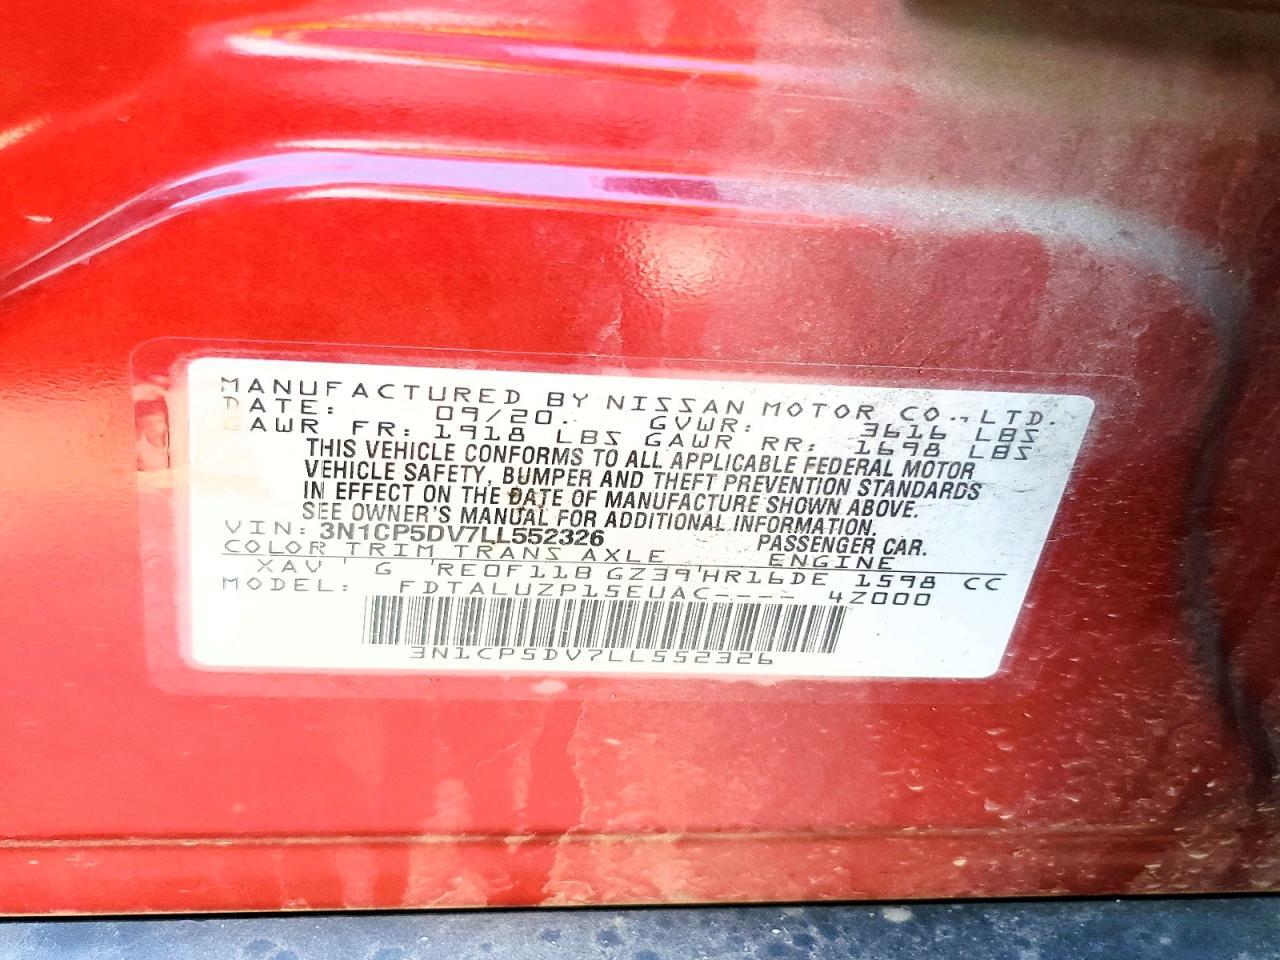 MANUFACTURED BY NISSAN MOTOR CO., LTD.
DATE: 09/20. GVWR: 3616 LBS
GAWR FR: 1918 LBS GAWR RR: 1698 LBS
THIS VEHICLE CONFORMS TO ALL APPLICABLE FEDERAL MOTOR
VEHICLE SAFETY, BUMPER AND THEFT PREVENTION STANDARDS
IN EFFECT ON THE DATE OF MANUFACTURE SHOWN ABOVE.
SEE OWNER'S MANUAL FOR ADDITIONAL INFORMATION.
VIN: 3N1CP5DV7LL552326 PASSENGER CAR.
COLOR TRIM TRANS AXLE ENGINE
XAV ' G 'RE0F11B GZ39'HR16DE 1598 CC
MODEL: FDTALUZP15EUAC---- 4Z000
3N1CP5DV7LL552326